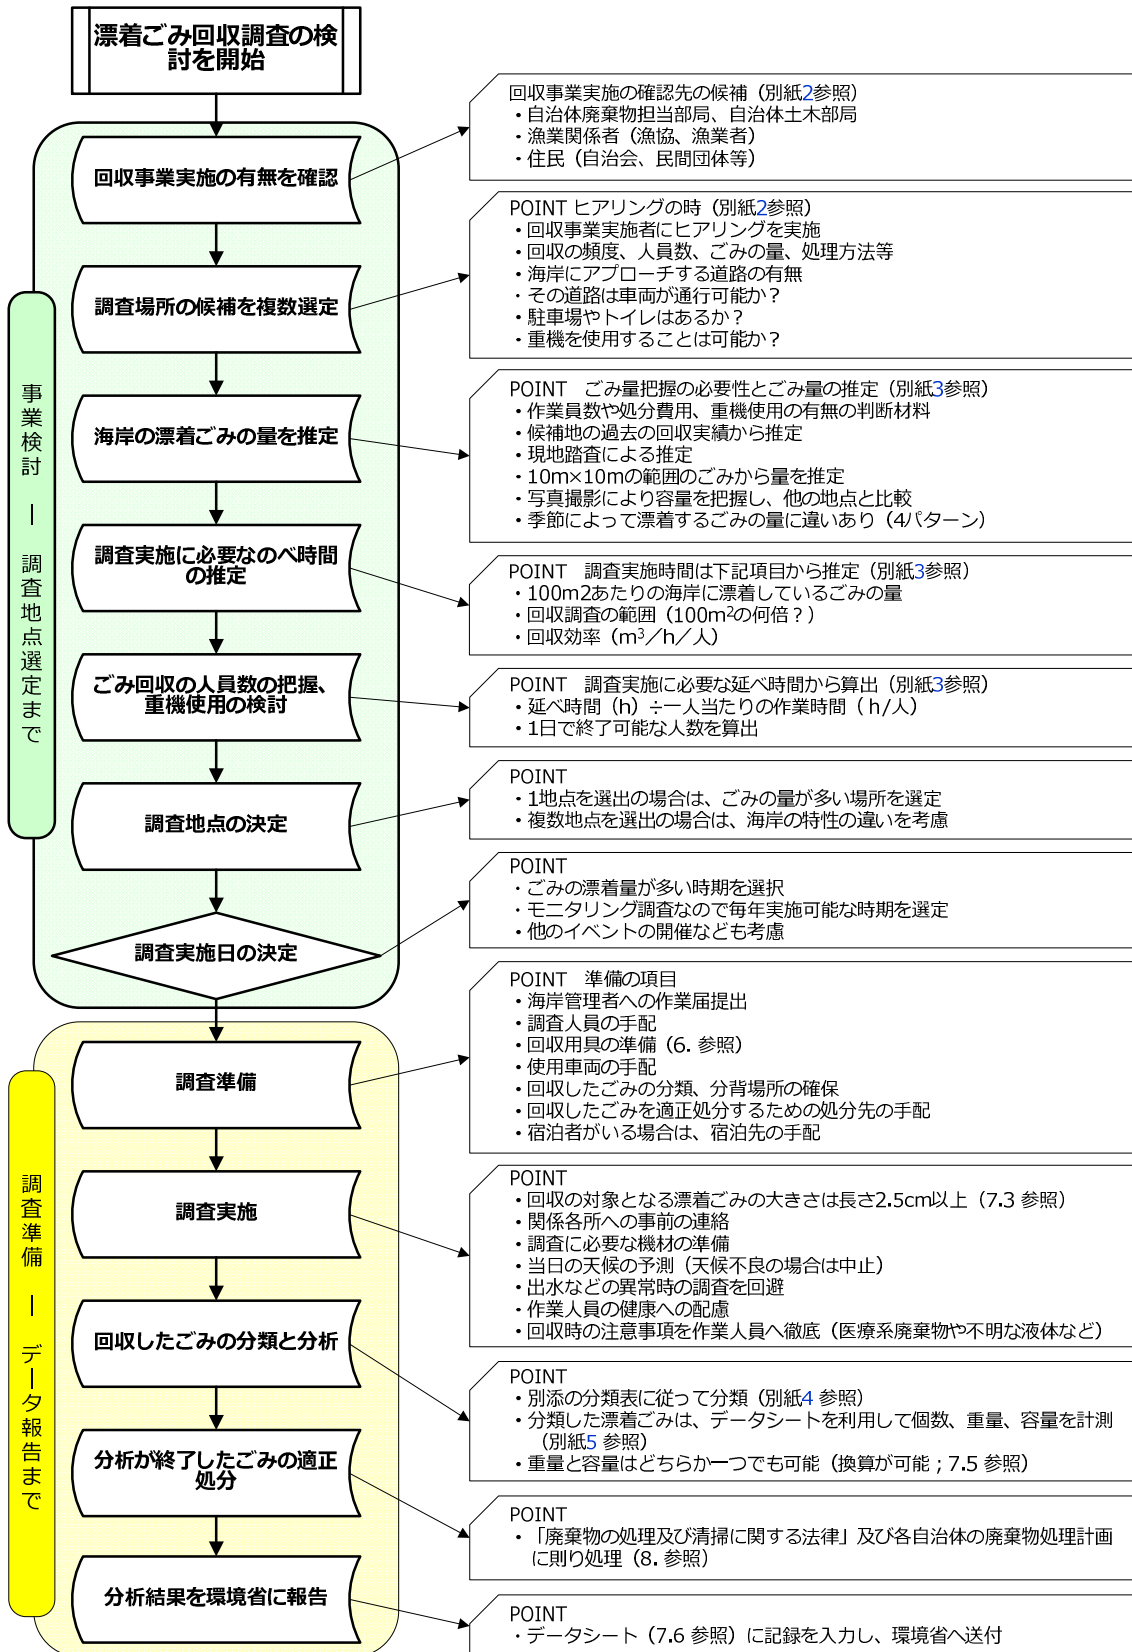 漂着ごみ回収調査の検
討を開始
回収事業実施の有無を確認
回収事業実施の確認先の候補（別紙2参照）
・自治体廃棄物担当部局、自治体土木部局
・漁業関係者（漁協、漁業者）
・住民（自治会、民間団体等）
調査場所の候補を複数選定
POINT ヒアリングの時（別紙2参照）
・回収事業実施者にヒアリングを実施
・回収の頻度、人員数、ごみの量、処理方法等
・海岸にアプローチする道路の有無
・その道路は車両が通行可能か？
・駐車場やトイレはあるか？
・重機を使用することは可能か？
海岸の漂着ごみの量を推定
POINT　ごみ量把握の必要性とごみ量の推定（別紙3参照）
・作業員数や処分費用、重機使用の有無の判断材料
・候補地の過去の回収実績から推定
・現地踏査による推定
・10m×10mの範囲のごみから量を推定
・写真撮影により容量を把握し、他の地点と比較
・季節によって漂着するごみの量に違いあり（4パターン）
調査実施に必要なのべ時間
の推定
POINT　調査実施時間は下記項目から推定（別紙3参照）
・100m2あたりの海岸に漂着しているごみの量
・回収調査の範囲（100m²の何倍？）
・回収効率（m³／h／人）
ごみ回収の人員数の把握、
重機使用の検討
POINT　調査実施に必要な延べ時間から算出（別紙3参照）
・延べ時間（h）÷一人当たりの作業時間（ h/人）
・1日で終了可能な人数を算出
調査地点の決定
POINT
・1地点を選出の場合は、ごみの量が多い場所を選定
・複数地点を選出の場合は、海岸の特性の違いを考慮
調査実施日の決定
POINT
・ごみの漂着量が多い時期を選択
・モニタリング調査なので毎年実施可能な時期を選定
・他のイベントの開催なども考慮
事業検討　｜　調査地点選定まで
調査準備
POINT　準備の項目
・海岸管理者への作業届提出
・調査人員の手配
・回収用具の準備（6. 参照）
・使用車両の手配
・回収したごみの分類、分背場所の確保
・回収したごみを適正処分するための処分先の手配
・宿泊者がいる場合は、宿泊先の手配
調査実施
POINT
・回収の対象となる漂着ごみの大きさは長さ2.5cm以上（7.3 参照）
・関係各所への事前の連絡
・調査に必要な機材の準備
・当日の天候の予測（天候不良の場合は中止）
・出水などの異常時の調査を回避
・作業人員の健康への配慮
・回収時の注意事項を作業人員へ徹底（医療系廃棄物や不明な液体など）
回収したごみの分類と分析
POINT
・別添の分類表に従って分類（別紙4 参照）
・分類した漂着ごみは、データシートを利用して個数、重量、容量を計測
（別紙5 参照）
・重量と容量はどちらか一つでも可能（換算が可能；7.5 参照）
分析が終了したごみの適正
処分
POINT
・「廃棄物の処理及び清掃に関する法律」及び各自治体の廃棄物処理計画
に則り処理（8. 参照）
分析結果を環境省に報告
POINT
・データシート（7.6 参照）に記録を入力し、環境省へ送付
調査準備　｜　データ報告まで